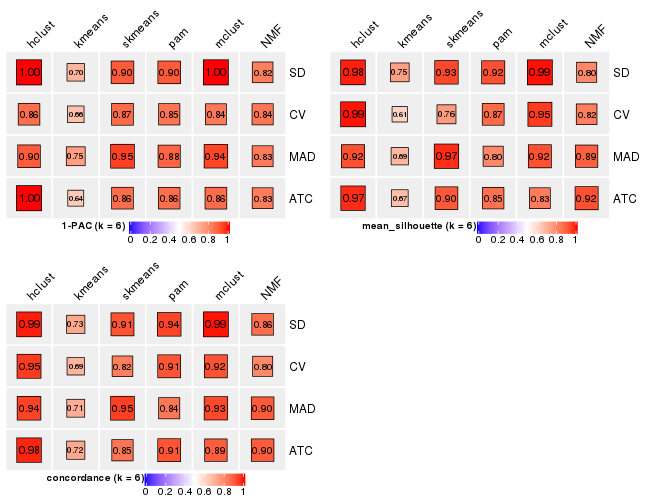 hclust kmeans skmeans pam mclust NMF
1.00 0.70 0.90 0.90 1.00 0.82 SD
0.86 0.66 0.87 0.85 0.84 0.84 CV
0.90 0.75 0.95 0.88 0.94 0.83 MAD
1.00 0.64 0.86 0.86 0.86 0.83 ATC
1-PAC (k = 6)
0 0.2 0.4 0.6 0.8 1
hclust kmeans skmeans pam mclust NMF
0.98 0.75 0.93 0.92 0.99 0.80 SD
0.99 0.61 0.76 0.87 0.95 0.82 CV
0.92 0.69 0.97 0.80 0.92 0.89 MAD
0.97 0.67 0.90 0.85 0.83 0.92 ATC
mean_silhouette (k = 6)
0 0.2 0.4 0.6 0.8 1
hclust kmeans skmeans pam mclust NMF
0.99 0.73 0.91 0.94 0.99 0.86 SD
0.95 0.69 0.82 0.91 0.92 0.80 CV
0.94 0.71 0.95 0.84 0.93 0.90 MAD
0.98 0.72 0.85 0.91 0.89 0.90 ATC
concordance (k = 6)
0 0.2 0.4 0.6 0.8 1